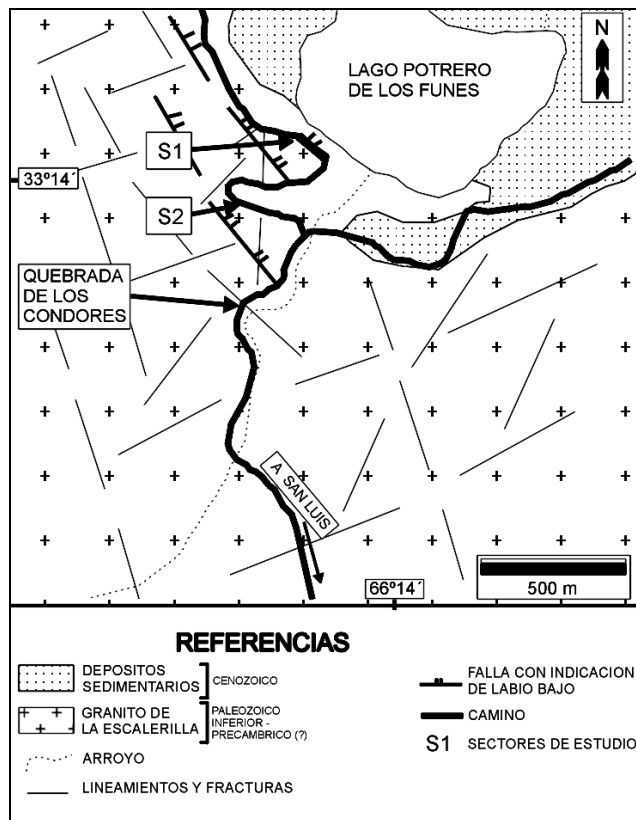 N
LAGO POTRERO
DE LOS FUNES
S1
33º14´
S2
QUEBRADA
DE LOS
CONDORES
A SAN LUIS
66º14´
500 m
REFERENCIAS
DEPOSITOS
SEDIMENTARIOS
CENOZOICO
GRANITO DE
LA ESCALERILLA
PALEOZOICO
INFERIOR -
PRECAMBRICO (?)
ARROYO
LINEAMIENTOS Y FRACTURAS
FALLA CON INDICACION
DE LABIO BAJO
CAMINO
S1 SECTORES DE ESTUDIO